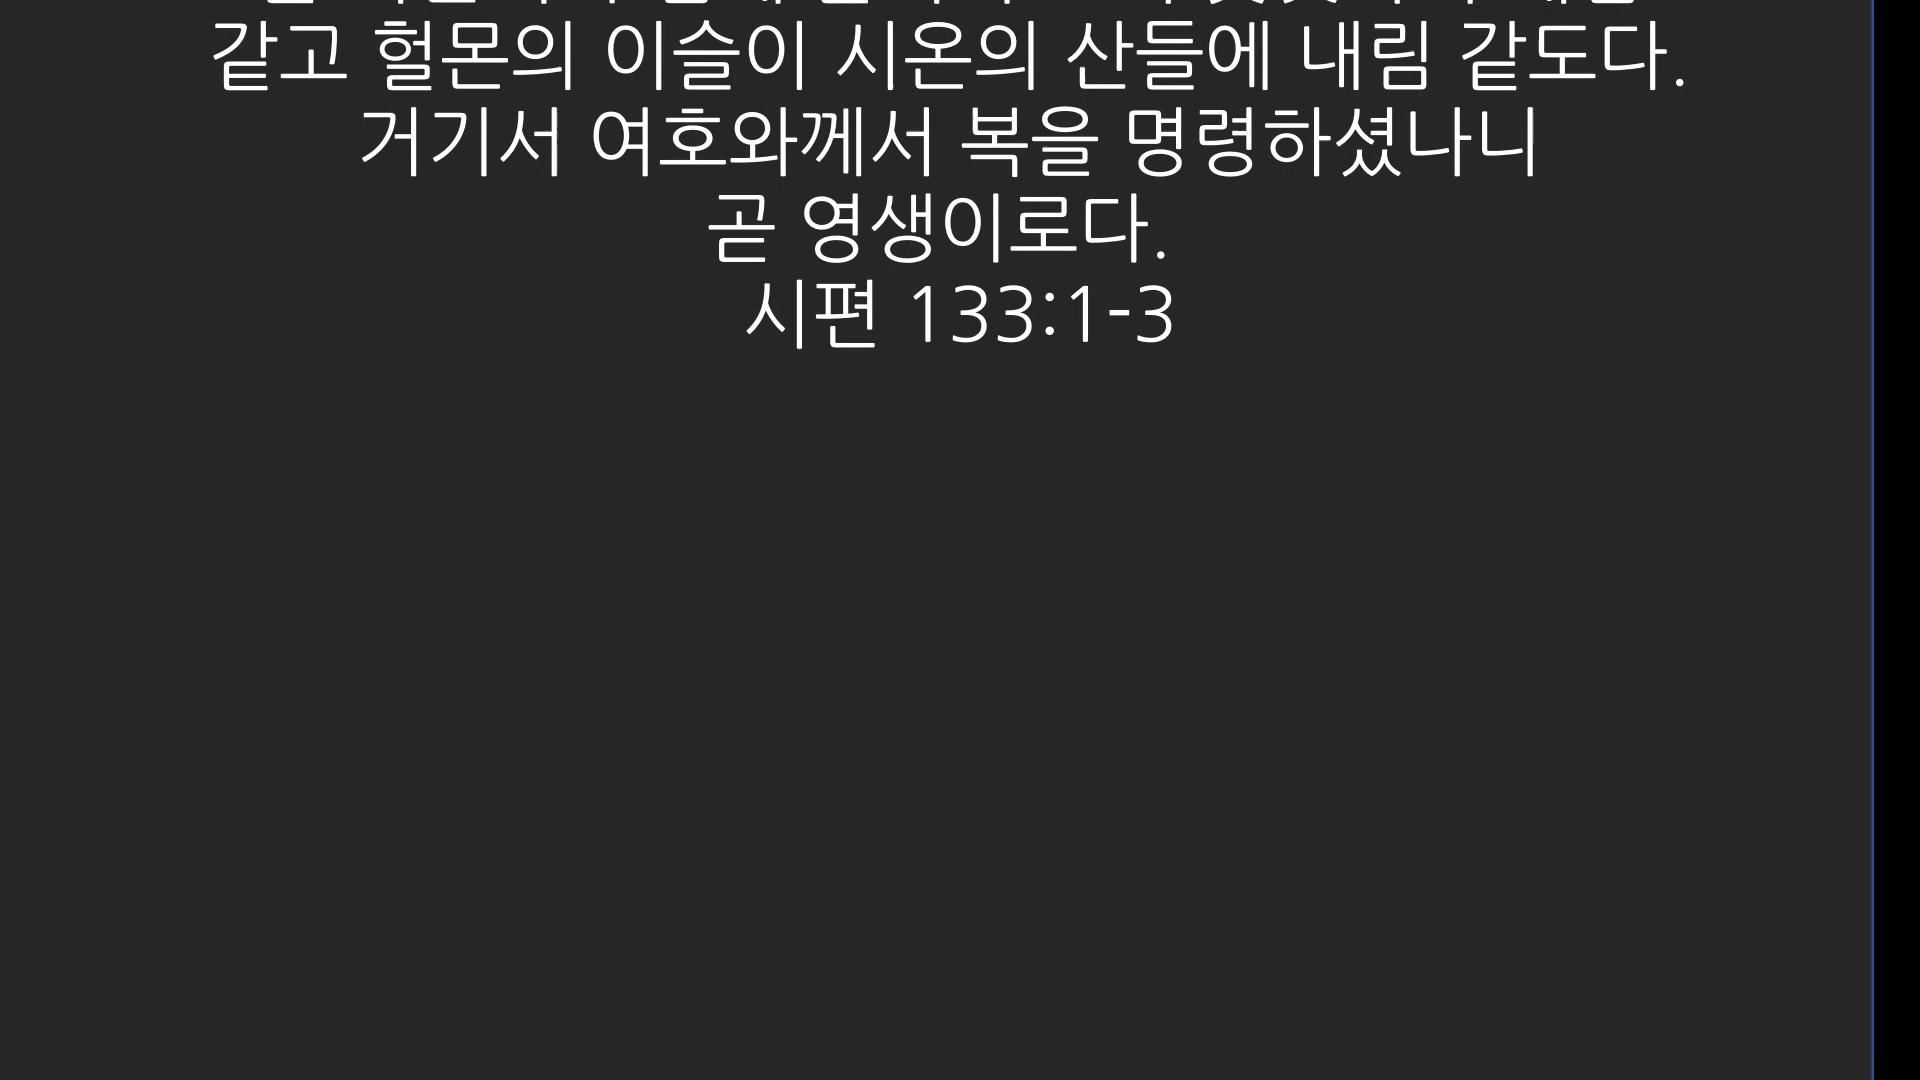 같고 헐몬의 이슬이 시온의 산들에 내림 같도다.
거기서 여호와께서 복을 명령하셨나니
곧 영생이로다.
시편 133:1-3